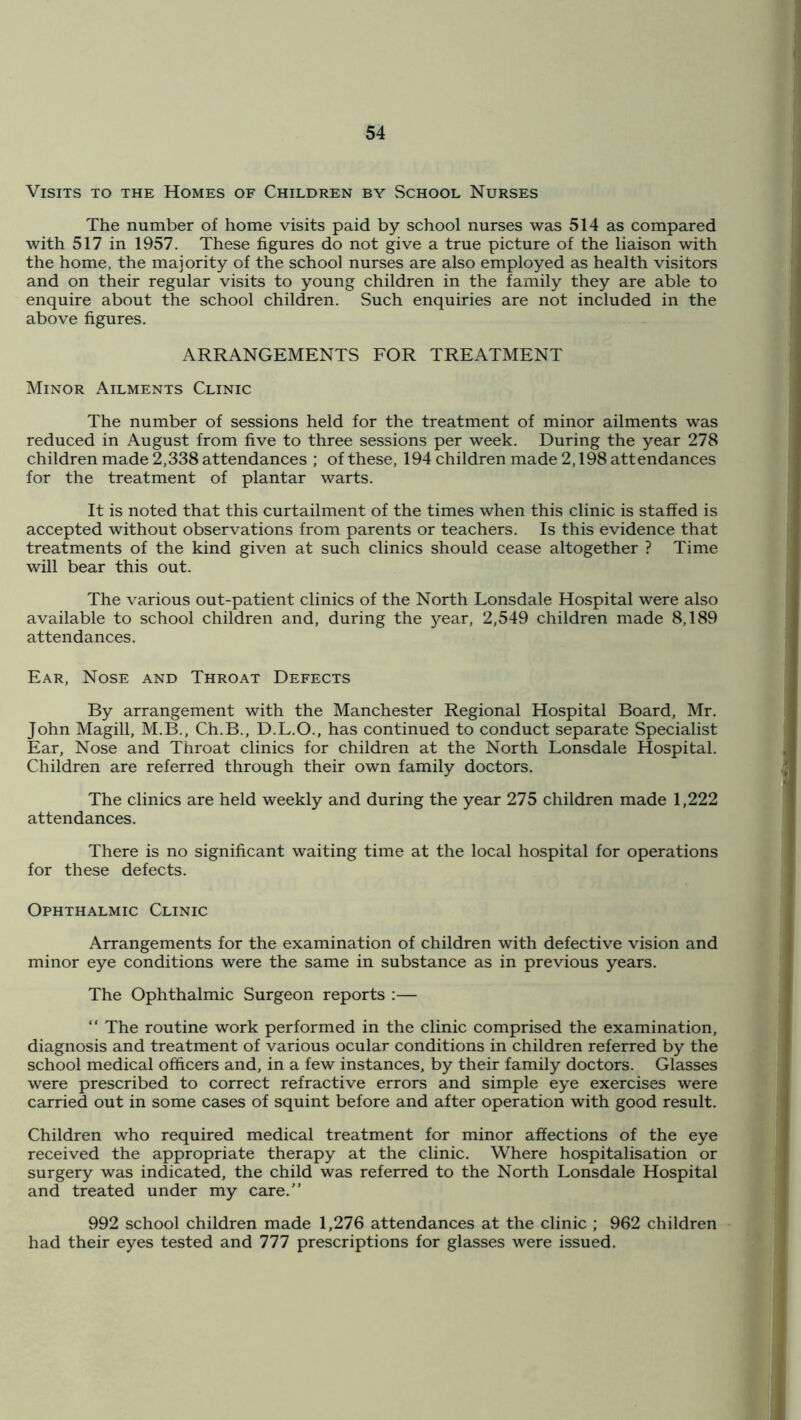 54
Visits to the Homes of Children by School Nurses
The number of home visits paid by school nurses was 514 as compared
with 517 in 1957. These figures do not give a true picture of the liaison with
the home, the majority of the school nurses are also employed as health visitors
and on their regular visits to young children in the family they are able to
enquire about the school children. Such enquiries are not included in the
above figures.
ARRANGEMENTS FOR TREATMENT
Minor Ailments Clinic
The number of sessions held for the treatment of minor ailments was
reduced in August from five to three sessions per week. During the year 278
children made 2,338 attendances ; of these, 194 children made 2,198 attendances
for the treatment of plantar warts.
It is noted that this curtailment of the times when this clinic is staffed is
accepted without observations from parents or teachers. Is this evidence that
treatments of the kind given at such clinics should cease altogether ? Time
will bear this out.
The various out-patient clinics of the North Lonsdale Hospital were also
available to school children and, during the year, 2,549 children made 8,189
attendances.
Ear, Nose and Throat Defects
By arrangement with the Manchester Regional Hospital Board, Mr.
John Magill, M.B., Ch.B., D.L.O., has continued to conduct separate Specialist
Ear, Nose and Throat clinics for children at the North Lonsdale Hospital.
Children are referred through their own family doctors.
The clinics are held weekly and during the year 275 children made 1,222
attendances.
There is no significant waiting time at the local hospital for operations
for these defects.
Ophthalmic Clinic
Arrangements for the examination of children with defective vision and
minor eye conditions were the same in substance as in previous years.
The Ophthalmic Surgeon reports :—
" The routine work performed in the clinic comprised the examination,
diagnosis and treatment of various ocular conditions in children referred by the
school medical officers and, in a few instances, by their family doctors. Glasses
were prescribed to correct refractive errors and simple eye exercises were
carried out in some cases of squint before and after operation with good result.
Children who required medical treatment for minor affections of the eye
received the appropriate therapy at the clinic. Where hospitalisation or
surgery was indicated, the child was referred to the North Lonsdale Hospital
and treated under my care."
992 school children made 1,276 attendances at the clinic ; 962 children
had their eyes tested and 777 prescriptions for glasses were issued.